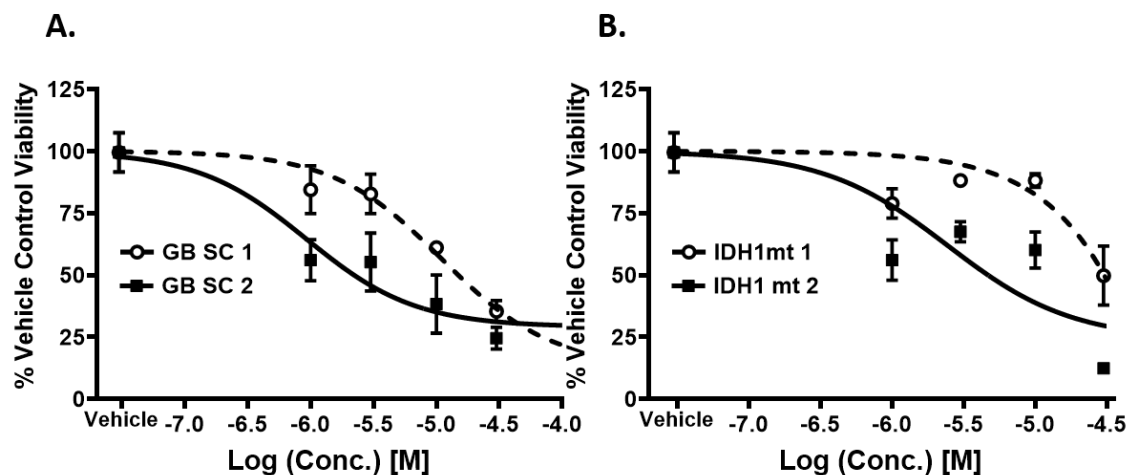 A.
% Vehicle Control Viability
125
100
75
50
25
0
GB SC 1
GB SC 2
Vehicle -7.0 -6.5 -6.0 -5.5 -5.0 -4.5 -4.0
Log (Conc.) [M]
B.
% Vehicle Control Viability
125
100
75
50
25
0
IDH1mt 1
IDH1 mt 2
Vehicle -7.0 -6.5 -6.0 -5.5 -5.0 -4.5
Log (Conc.) [M]